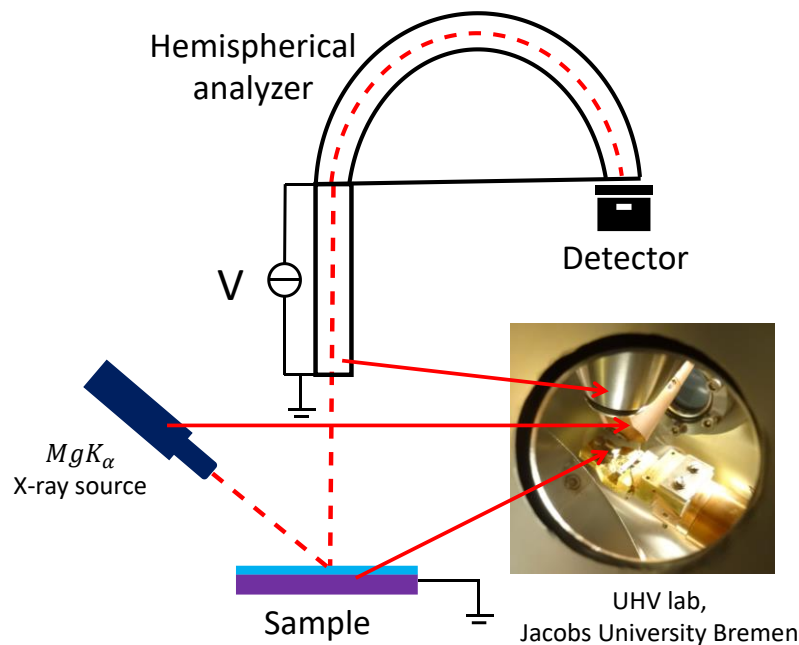 Hemispherical
analyzer
V
Detector
MgKα
X-ray source
Sample
UHV lab,
Jacobs University Bremen